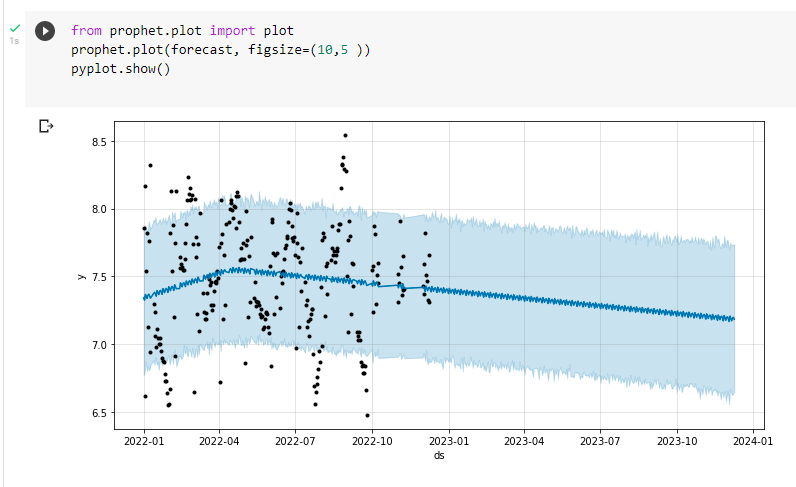 from prophet.plot import plot
prophet.plot(forecast, figsize=(10,5 ))
pyplot.show()
1s
8.5
8.0
7.5
7.0
6.5
y
2022-01 2022-04 2022-07 2022-10 2023-01 2023-04 2023-07 2023-10 2024-01
ds